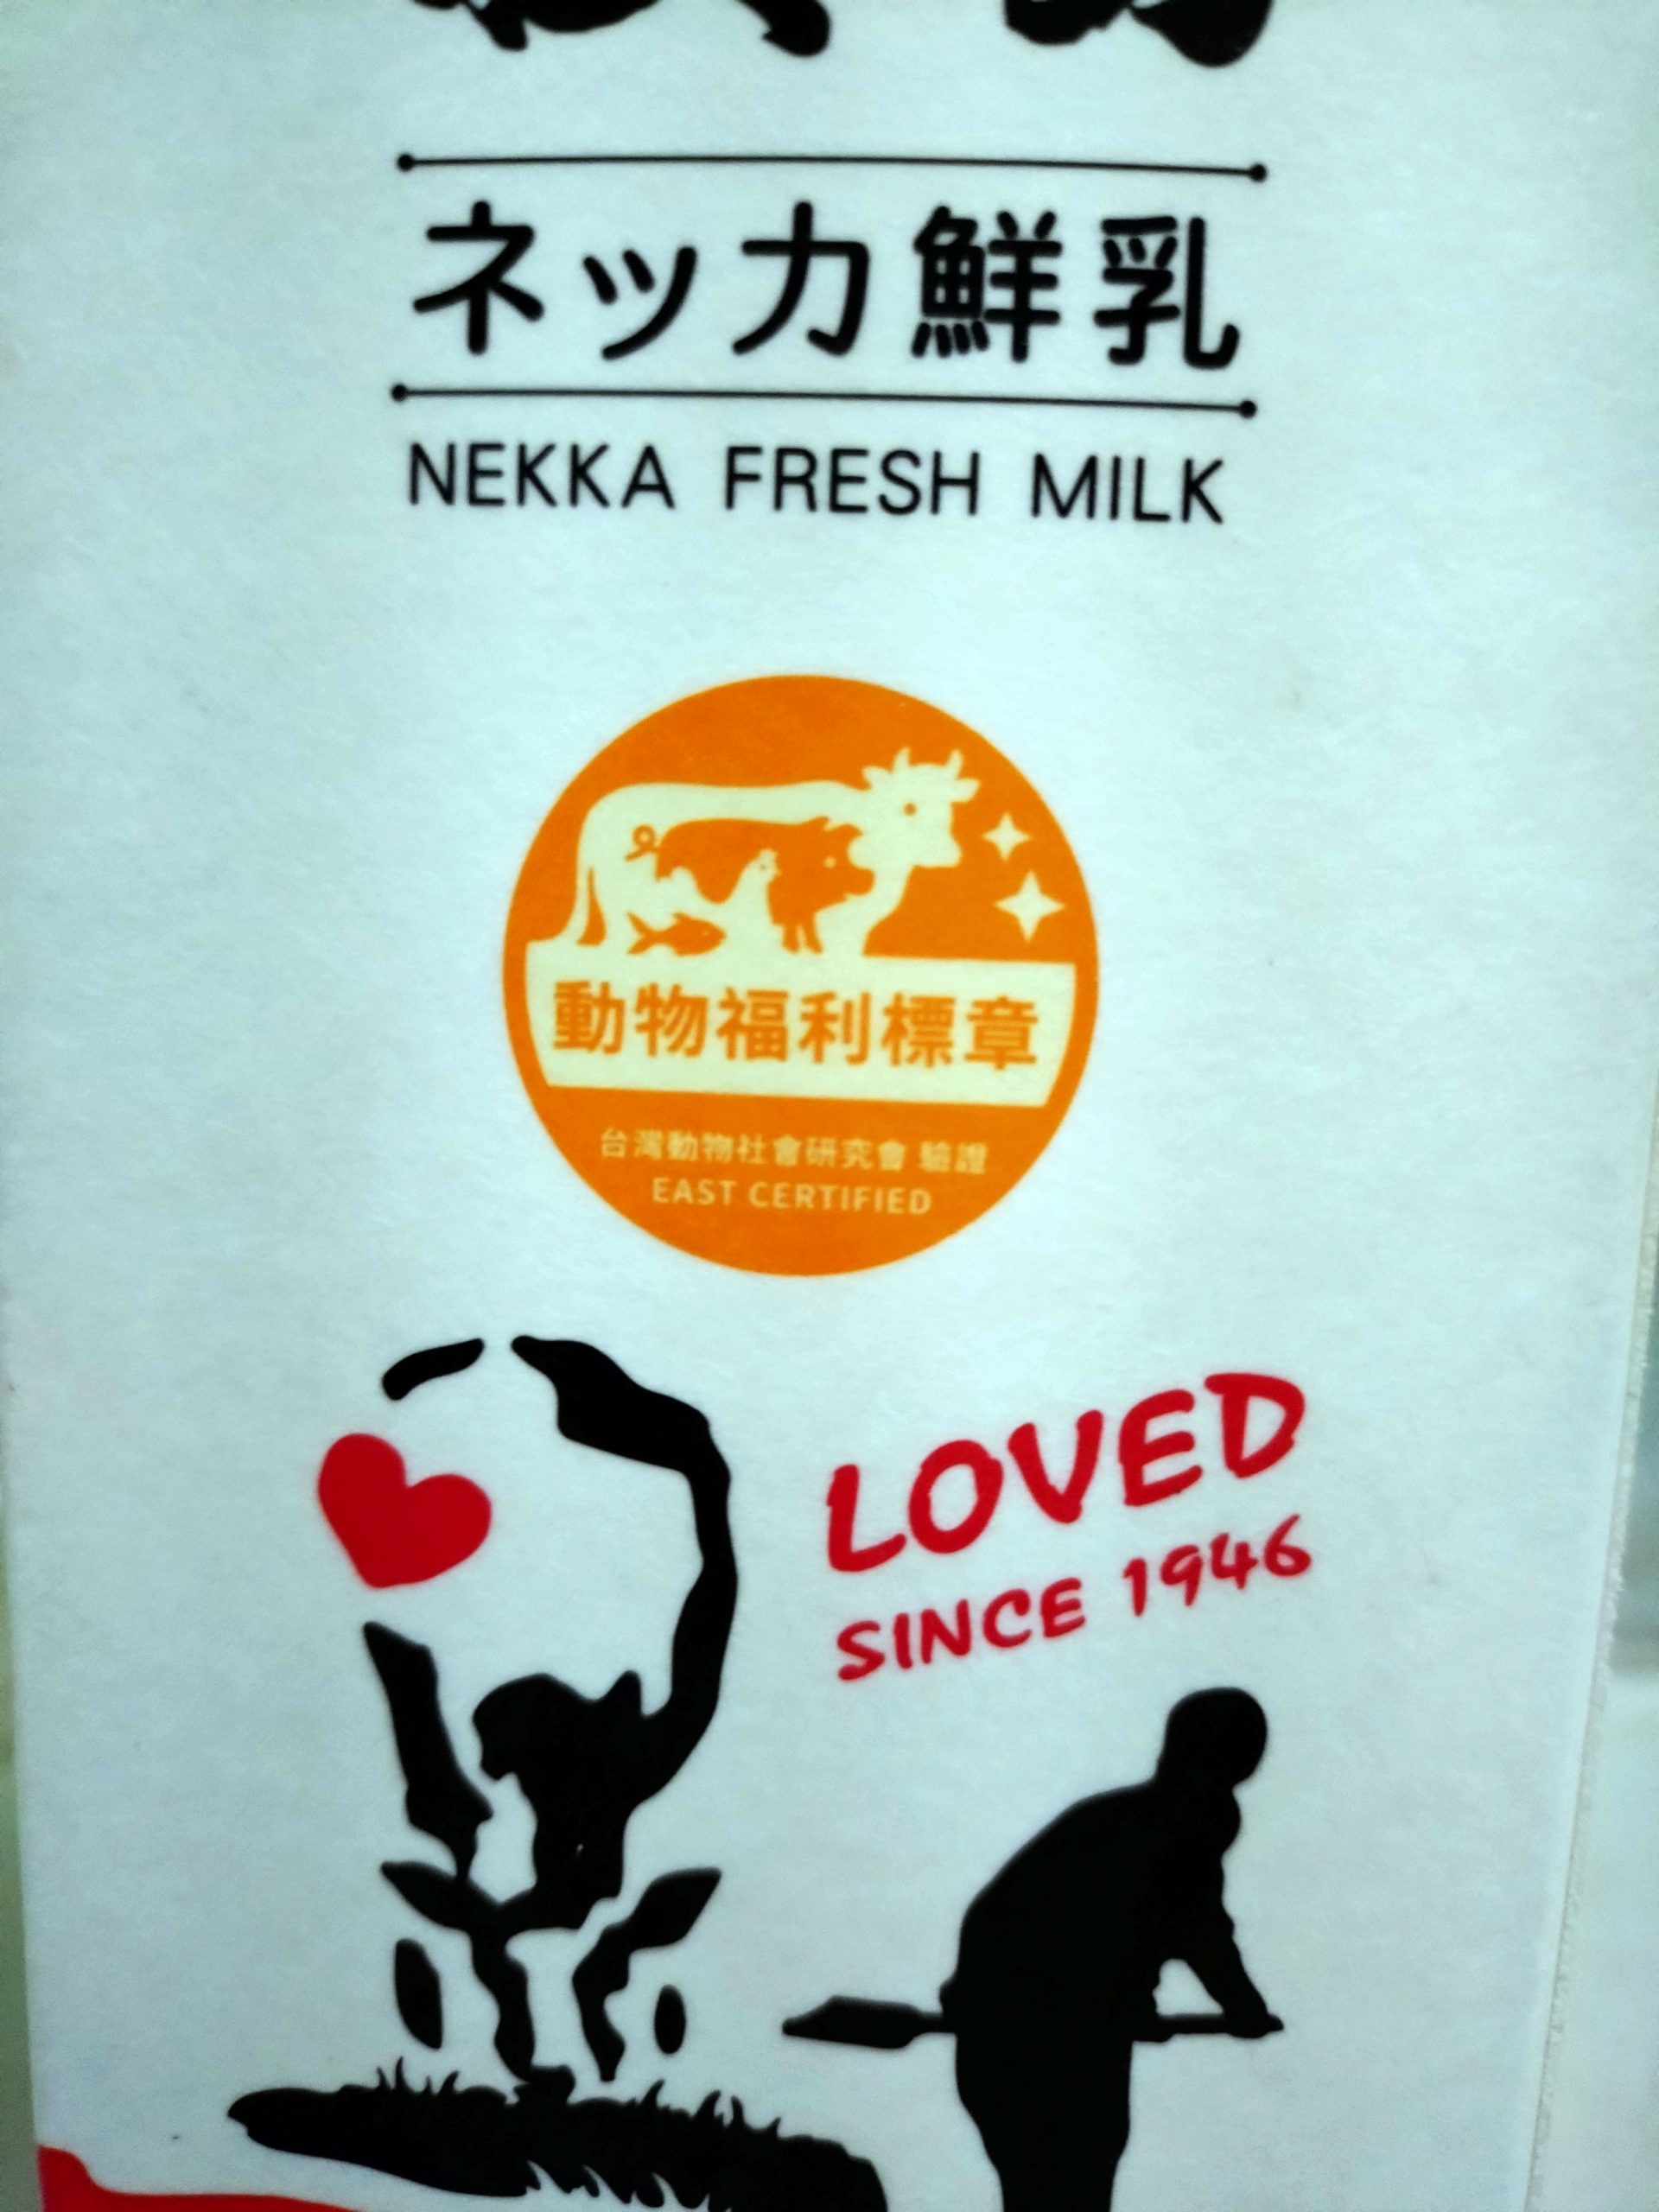 ネッカ鮮乳
NEKKA FRESH MILK
動物福利標章
台灣動物社會研究會 驗證
EAST CERTIFIED
LOVED
SINCE 1946